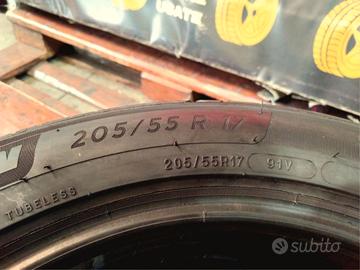 USATE
205/55 R 17
205/55R17 91V
TUBELESS
subito